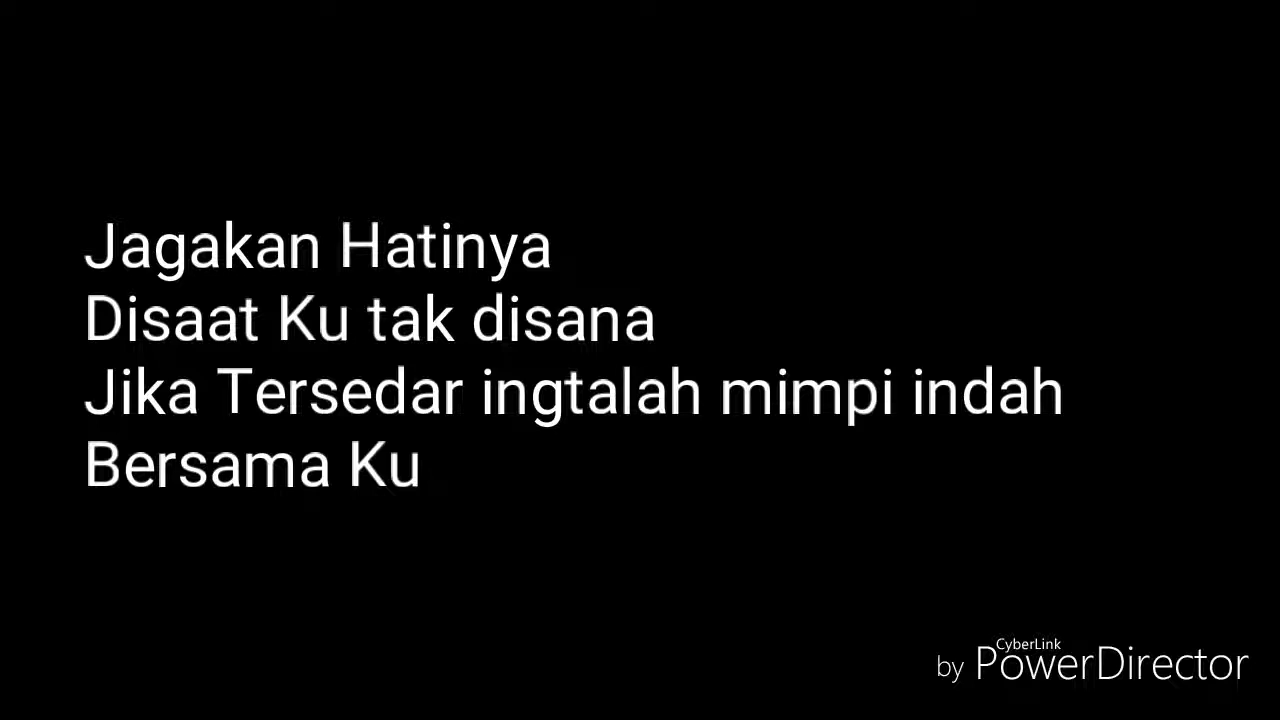 Jagakan Hatinya
Disaat Ku tak disana
Jika Tersedar ingtalah mimpi indah
Bersama Ku
CyberLink
by PowerDirector